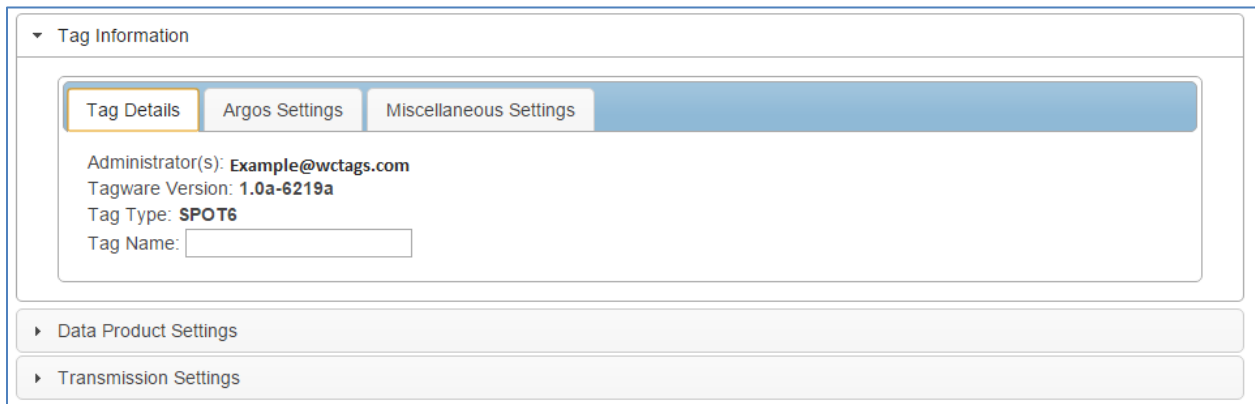 Tag Information
Tag Details Argos Settings Miscellaneous Settings
Administrator(s): Example@wctags.com
Tagware Version: 1.0a-6219a
Tag Type: SPOT6
Tag Name:
Data Product Settings
Transmission Settings